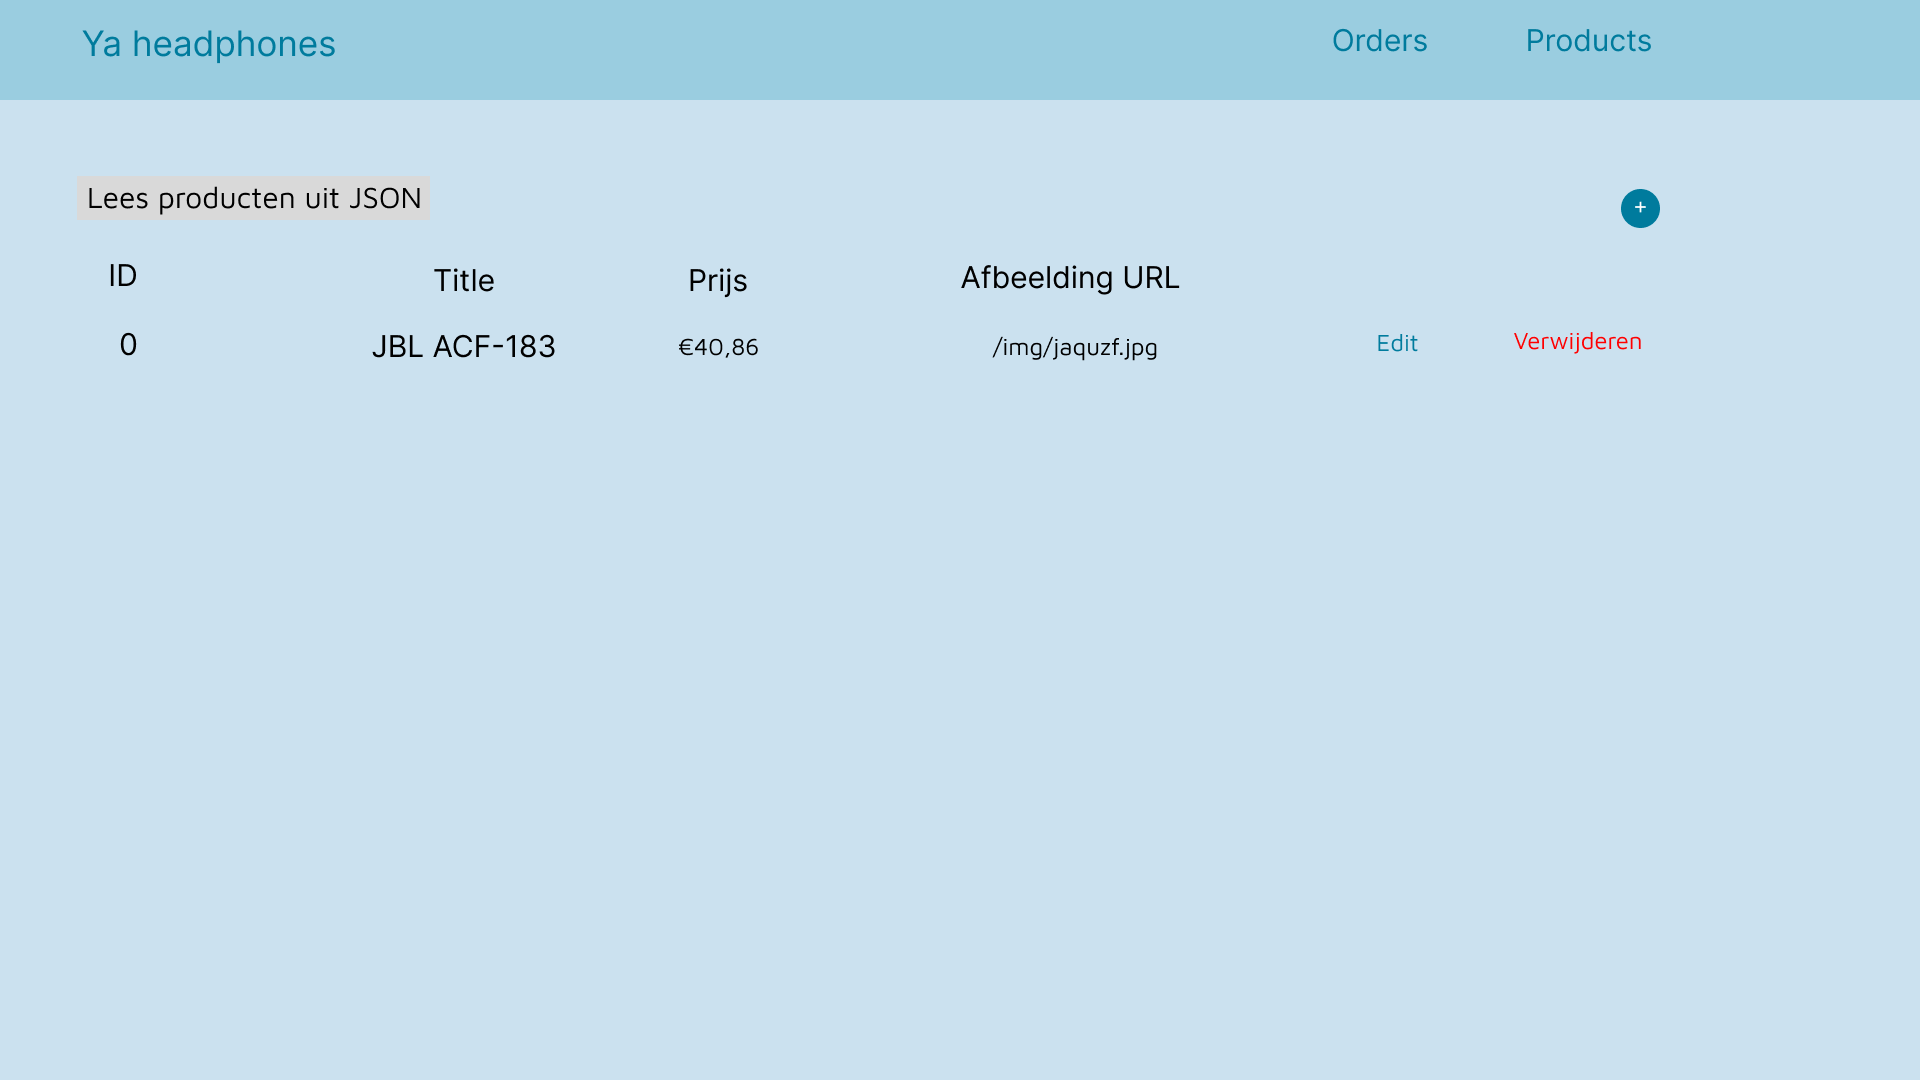 Ya headphones Orders Products
Lees producten uit JSON +
ID Title Prijs Afbeelding URL
0 JBL ACF-183 €40,86 /img/jaquzf.jpg Edit Verwijderen